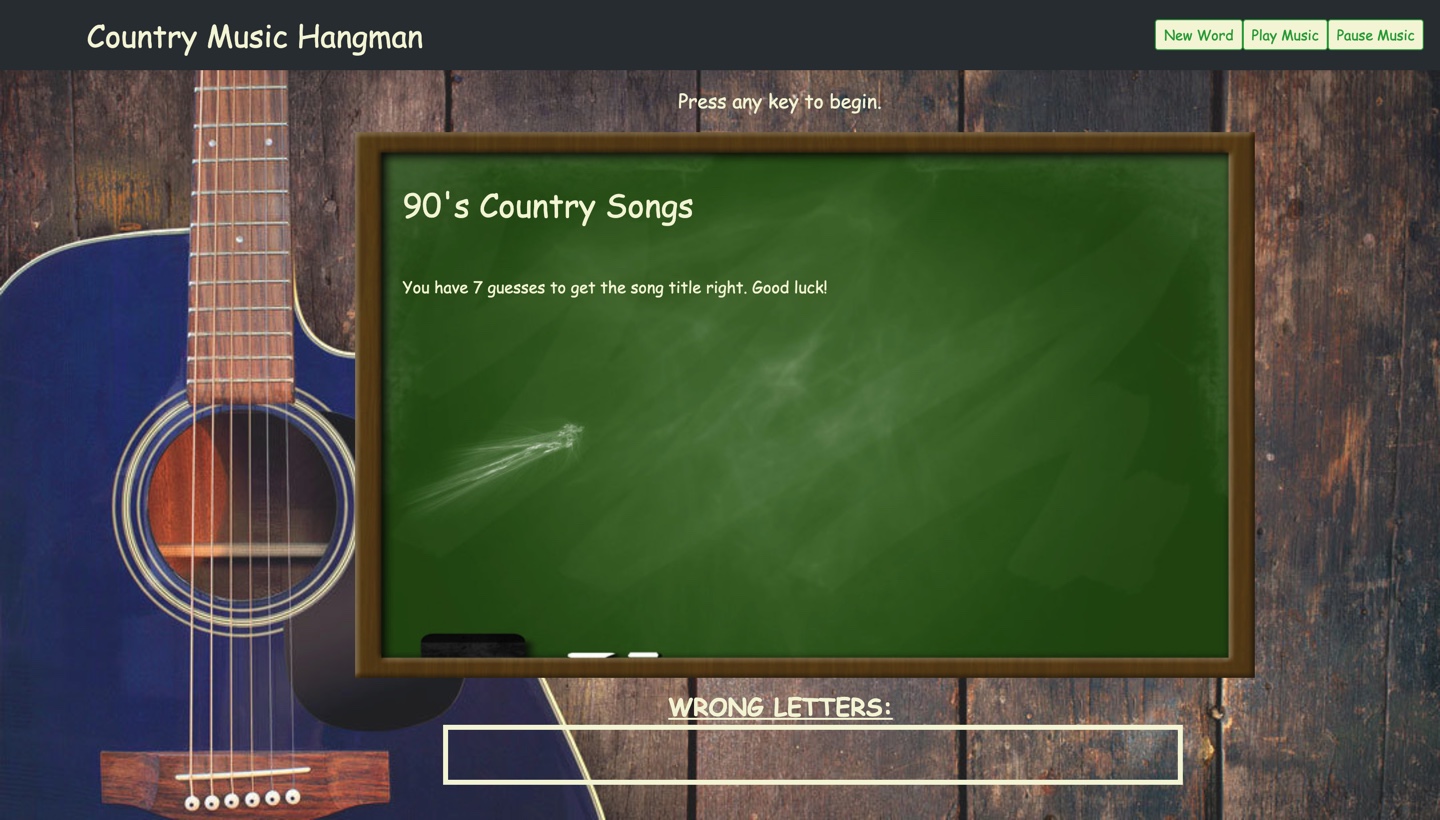 Country Music Hangman
New Word Play Music Pause Music
Press any key to begin.
90's Country Songs
You have 7 guesses to get the song title right. Good luck!
WRONG LETTERS: